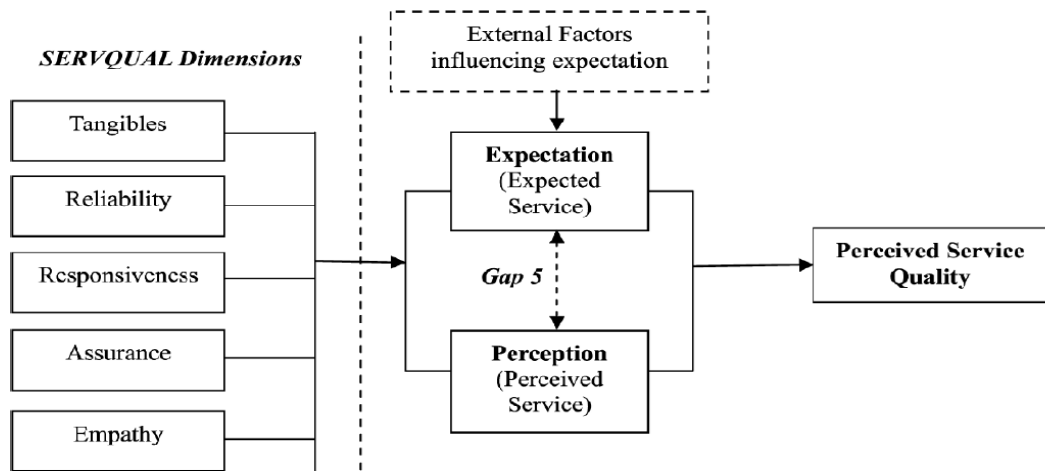 SERVQUAL Dimensions
Tangibles
Reliability
Responsiveness
Assurance
Empathy
External Factors
influencing expectation
Expectation
(Expected
Service)
Gap 5
Perception
(Perceived
Service)
Perceived Service
Quality